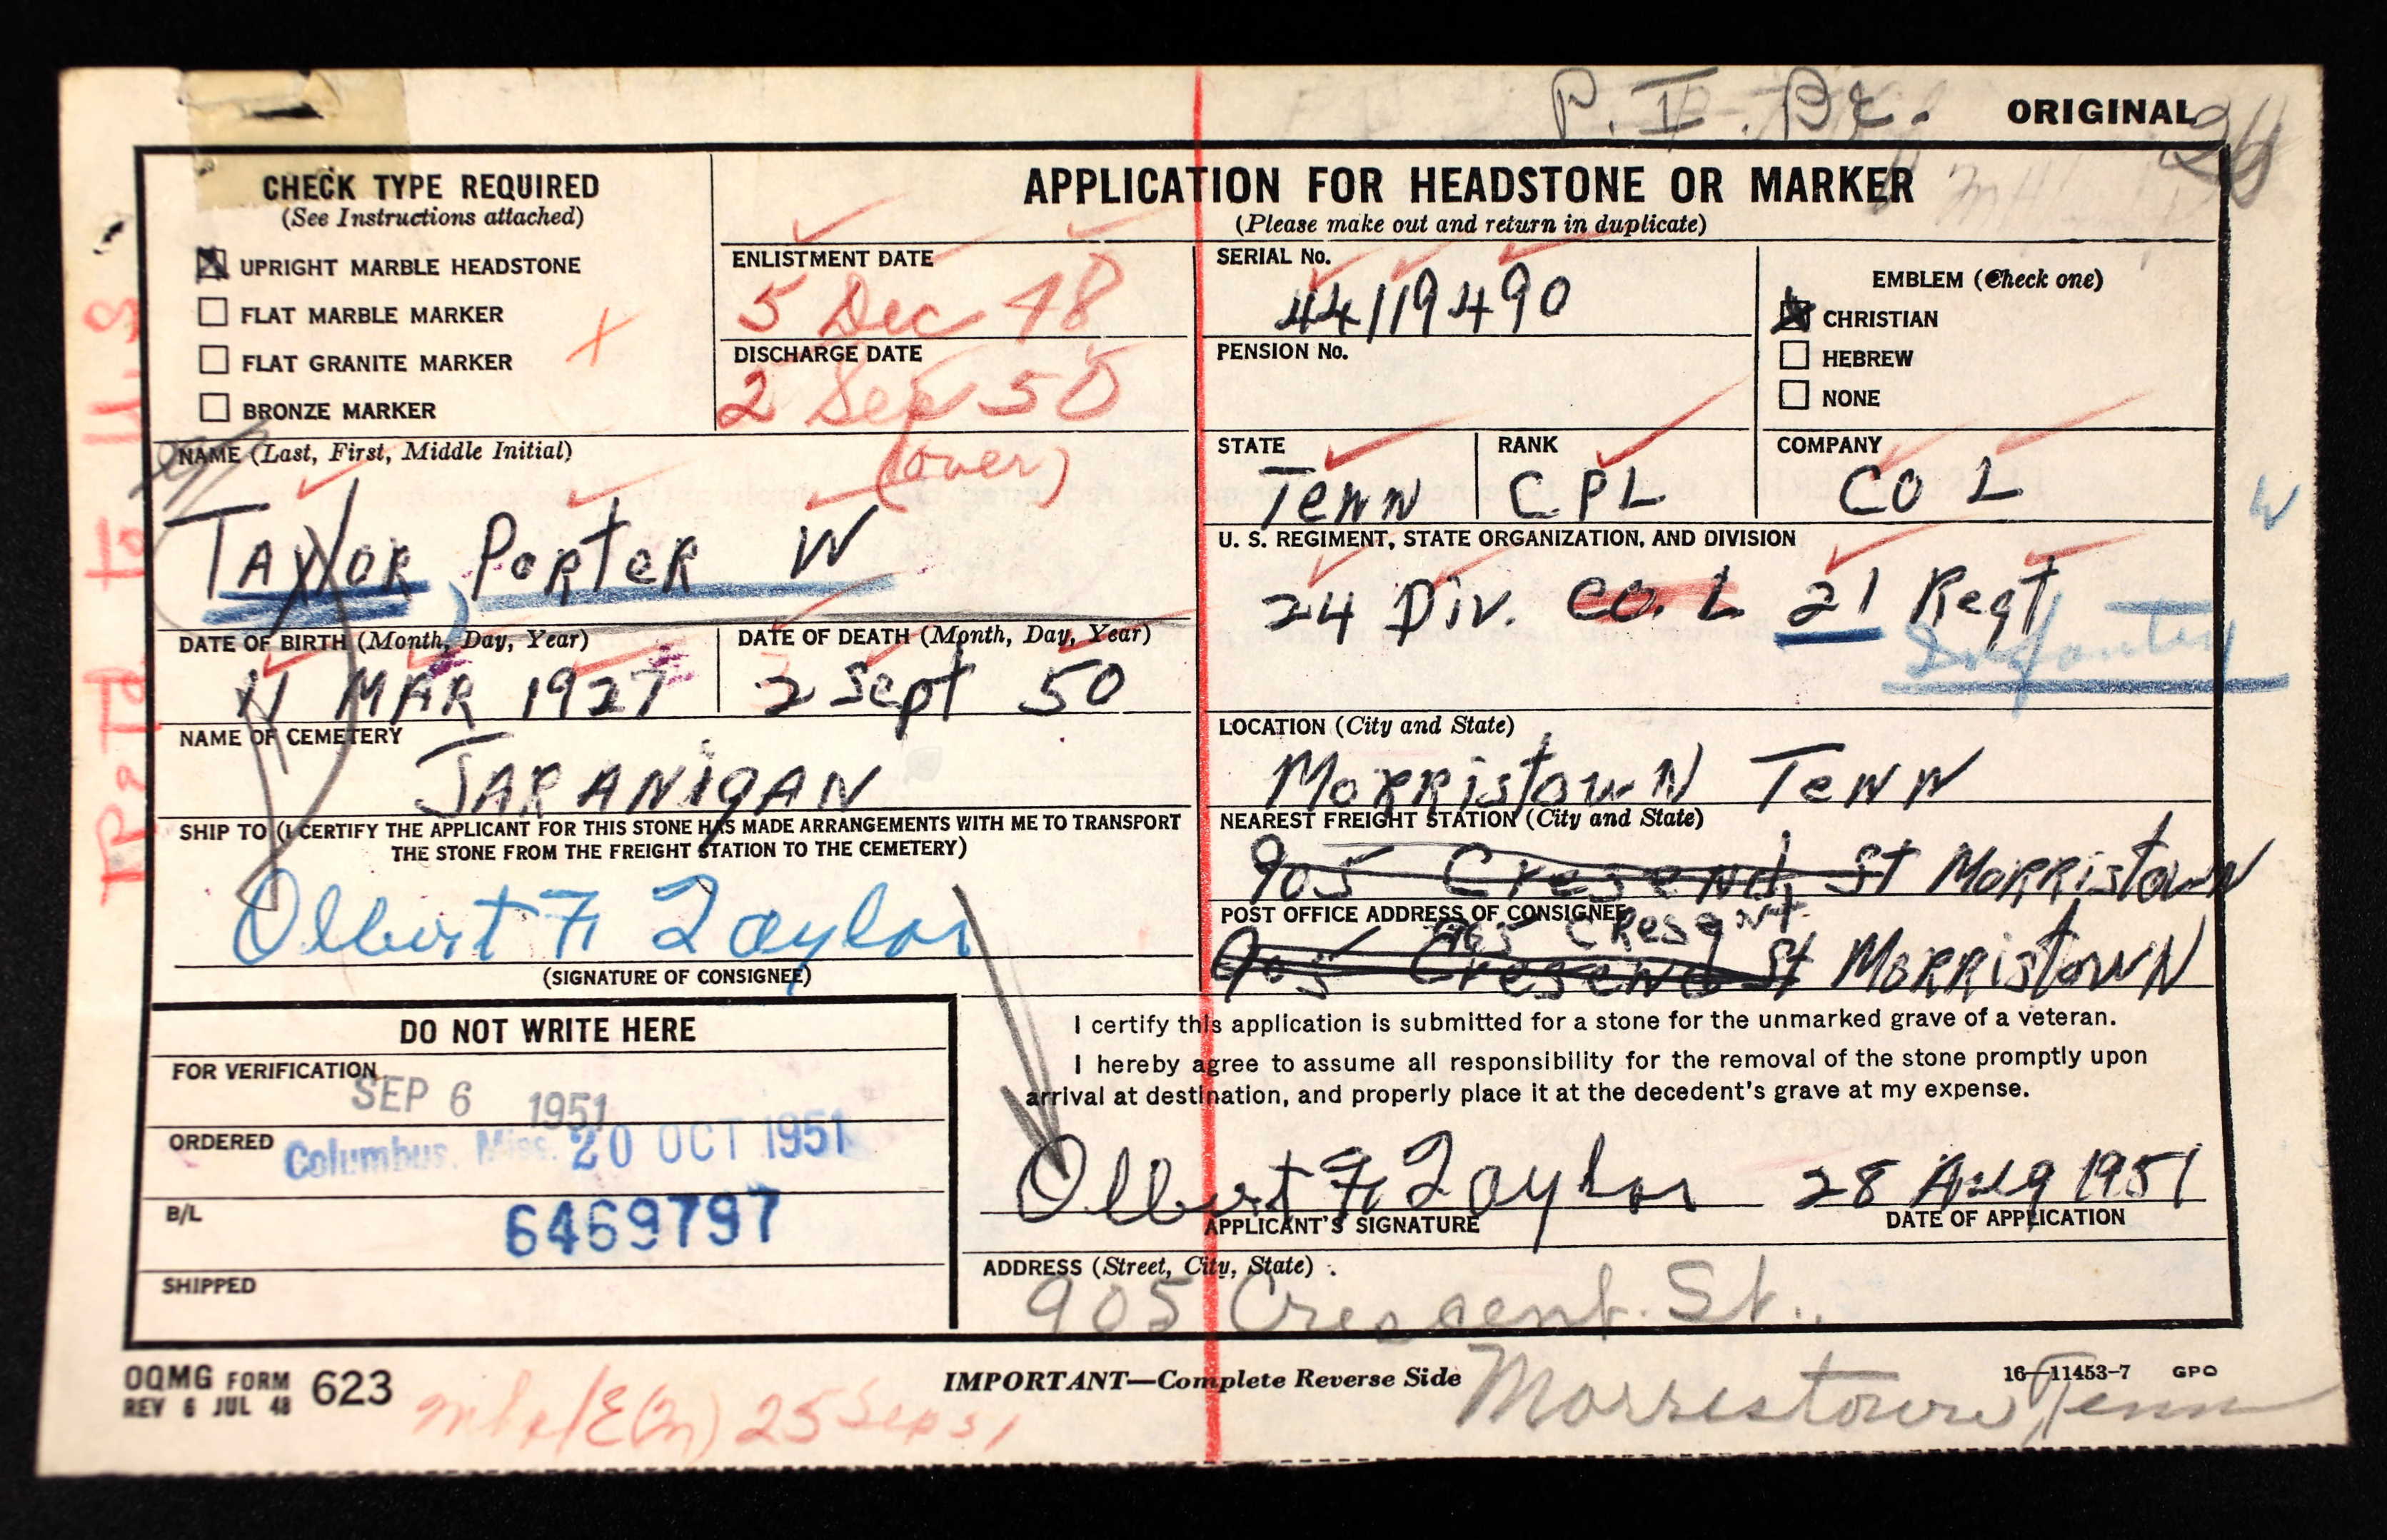 P. I. Br.
ORIGINAL
CHECK TYPE REQUIRED
(See Instructions attached)
UPRIGHT MARBLE HEADSTONE
FLAT MARBLE MARKER
FLAT GRANITE MARKER
BRONZE MARKER
APPLICATION FOR HEADSTONE OR MARKER
(Please make out and return in duplicate)
ENLISTMENT DATE
5 Dec 48
DISCHARGE DATE
2 Sep 50
(over)
SERIAL No.
44119490
PENSION No.
EMBLEM (Check one)
CHRISTIAN
HEBREW
NONE
NAME (Last, First, Middle Initial)
TAYLOR, PORTER W
STATE
TENN
RANK
CPL
COMPANY
CO L
U. S. REGIMENT, STATE ORGANIZATION, AND DIVISION
24 Div. Co. L 21 Regt
Infantry
DATE OF BIRTH (Month, Day, Year)
11 MAR 1927
DATE OF DEATH (Month, Day, Year)
2 Sept 50
NAME OF CEMETERY
JARANIGAN
LOCATION (City and State)
MORRISTOWN TENN
SHIP TO (I CERTIFY THE APPLICANT FOR THIS STONE HAS MADE ARRANGEMENTS WITH ME TO TRANSPORT
THE STONE FROM THE FREIGHT STATION TO THE CEMETERY)
Olbert F. Taylor
(SIGNATURE OF CONSIGNEE)
NEAREST FREIGHT STATION (City and State)
905 Cresend St MORRISTOWN
POST OFFICE ADDRESS OF CONSIGNEE
905 CResent
905 Cresend St MORRISTOWN
DO NOT WRITE HERE
FOR VERIFICATION
SEP 6 1951
ORDERED
Columbus, Miss. 20 OCT 1951
B/L
6469797
SHIPPED
I certify this application is submitted for a stone for the unmarked grave of a veteran.
I hereby agree to assume all responsibility for the removal of the stone promptly upon
arrival at destination, and properly place it at the decedent's grave at my expense.
Olbert F. Taylor 28 Aug 1951
APPLICANT'S SIGNATURE
DATE OF APPLICATION
ADDRESS (Street, City, State)
905 Crescent. St.,
Morristown, Tenn
OQMG FORM 623
REV 6 JUL 48
IMPORTANT—Complete Reverse Side
16—11453-7 GPO
25 Sep 51